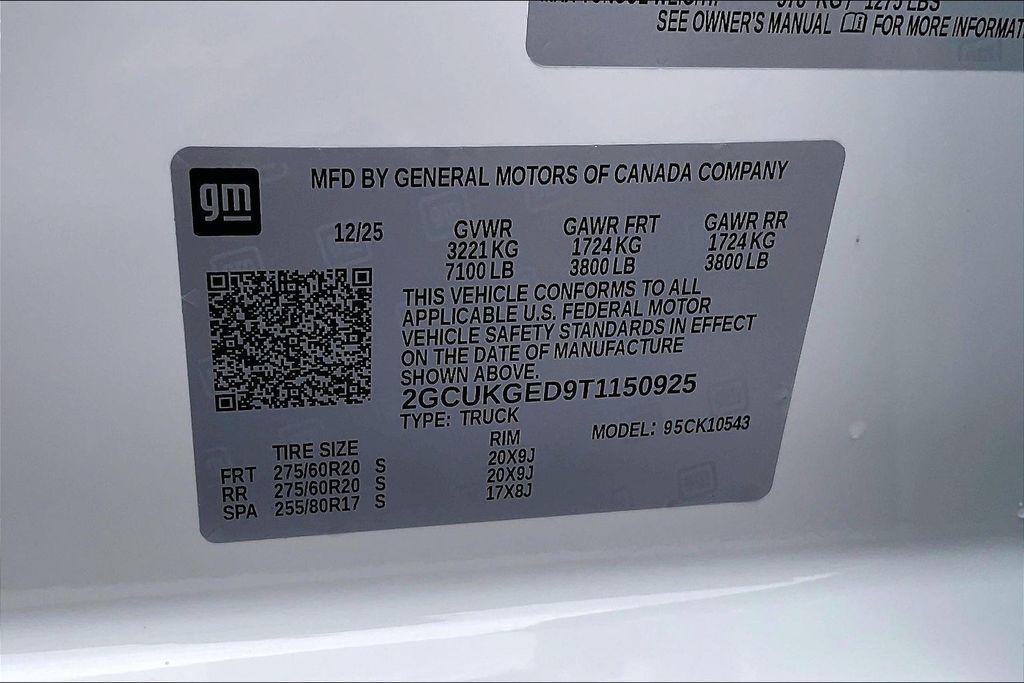 KG / 1275 LBS
SEE OWNER'S MANUAL FOR MORE
gm
MFD BY GENERAL MOTORS OF CANADA COMPANY
12/25 GVWR GAWR FRT GAWR RR
3221 KG 1724 KG 1724 KG
7100 LB 3800 LB 3800 LB
THIS VEHICLE CONFORMS TO ALL
APPLICABLE U.S. FEDERAL MOTOR
VEHICLE SAFETY STANDARDS IN EFFECT
ON THE DATE OF MANUFACTURE
SHOWN ABOVE.
2GCUKGED9T1150925
TYPE: TRUCK
MODEL: 95CK10543
TIRE SIZE RIM
FRT 275/60R20 S 20X9J
RR 275/60R20 S 20X9J
SPA 255/80R17 S 17X8J